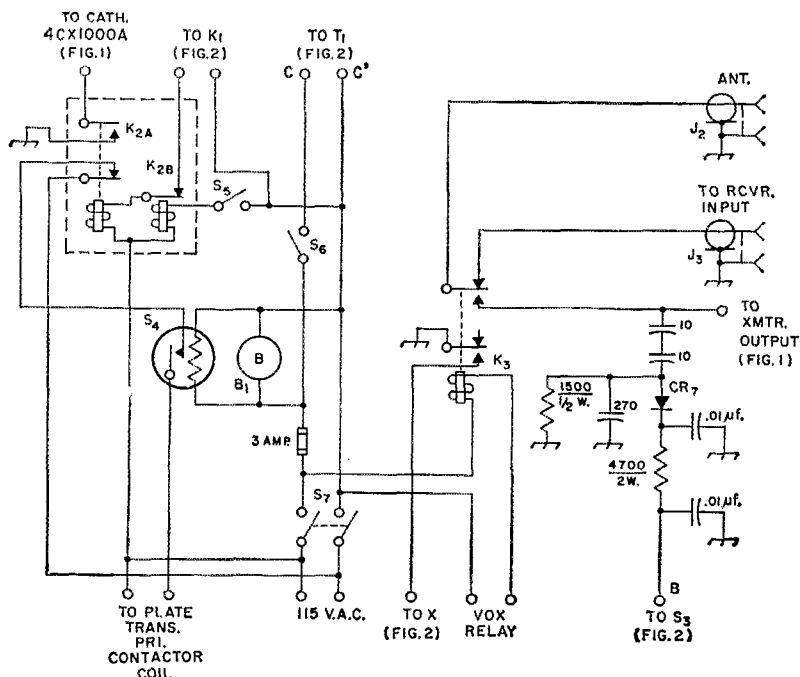 TO CATH.
4CX1000A
(FIG.1)
TO K1
(FIG.2)
TO T1
(FIG.2)
C
C'
ANT.
J2
K2A
K2B
S5
TO RCVR.
INPUT
J3
S6
TO
XMTR.
OUTPUT
(FIG.1)
10
10
S4
B
B1
K3
1500
1/2 W.
270
CR7
.01µf.
3 AMP.
4700
2W.
S7
.01µf.
B
TO PLATE
TRANS.
PRI.
CONTACTOR
COIL
115 V.A.C.
TO X
(FIG.2)
VOX
RELAY
TO S3
(FIG.2)